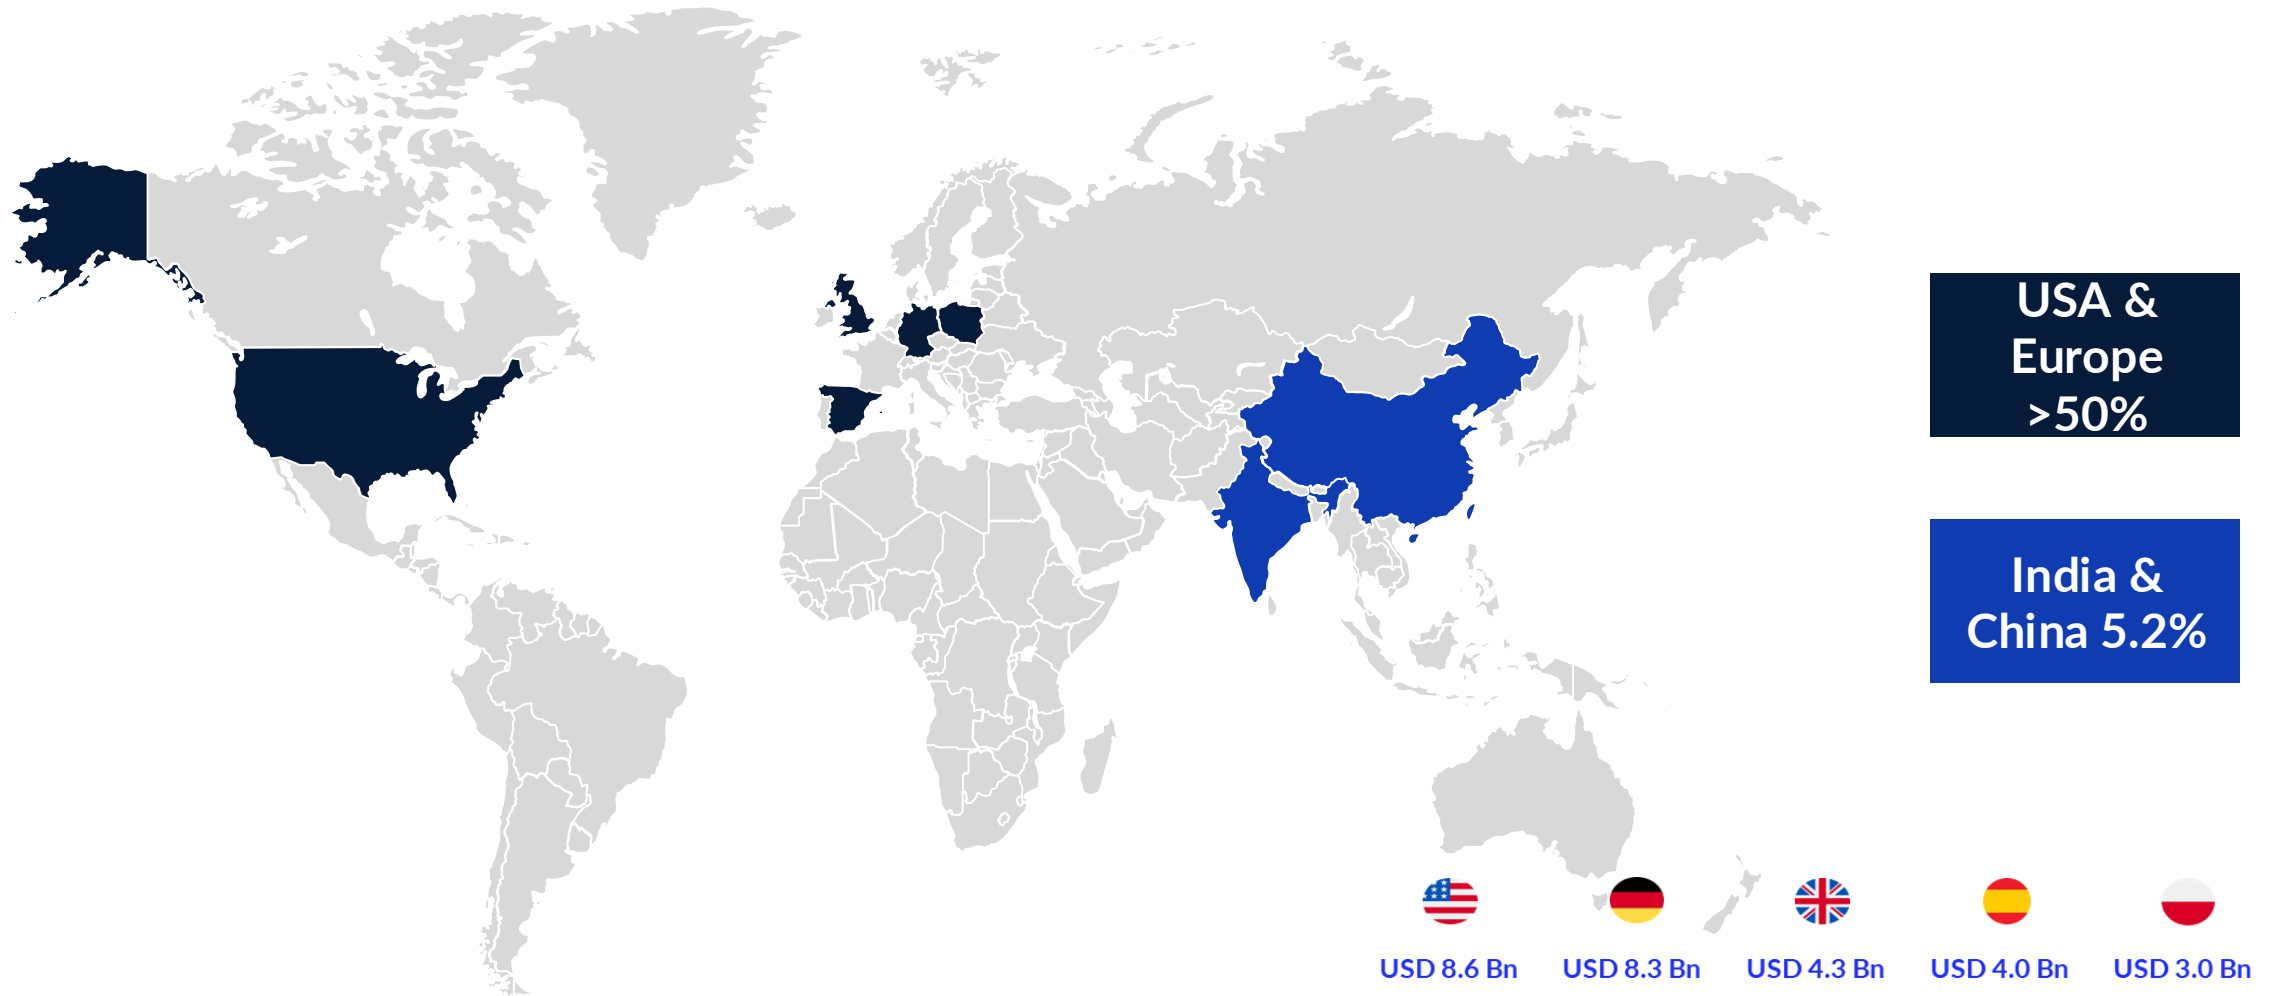 USA &
Europe
>50%
India &
China 5.2%
USD 8.6 Bn
USD 8.3 Bn
USD 4.3 Bn
USD 4.0 Bn
USD 3.0 Bn